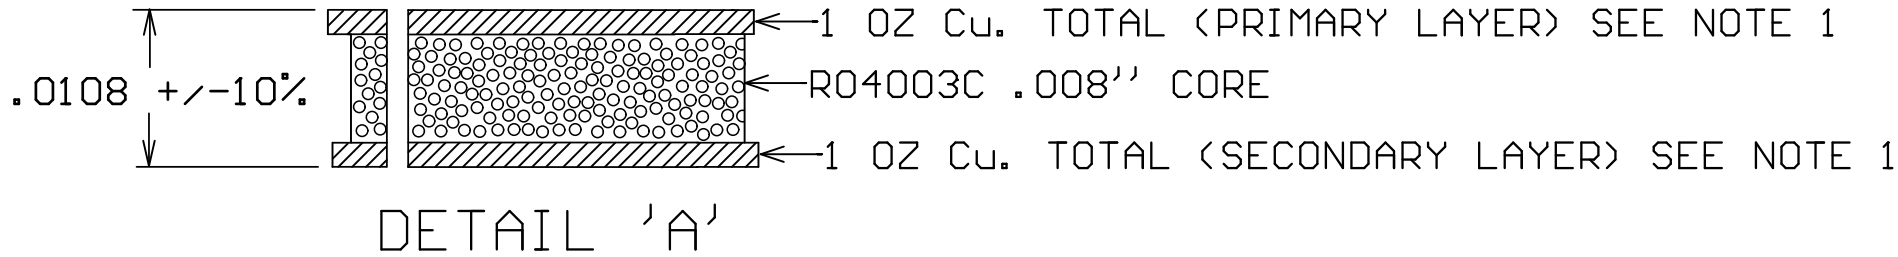 1 OZ Cu. TOTAL (PRIMARY LAYER) SEE NOTE 1
.0108 +/-10%
RO4003C .008'' CORE
1 OZ Cu. TOTAL (SECONDARY LAYER) SEE NOTE 1
DETAIL 'A'